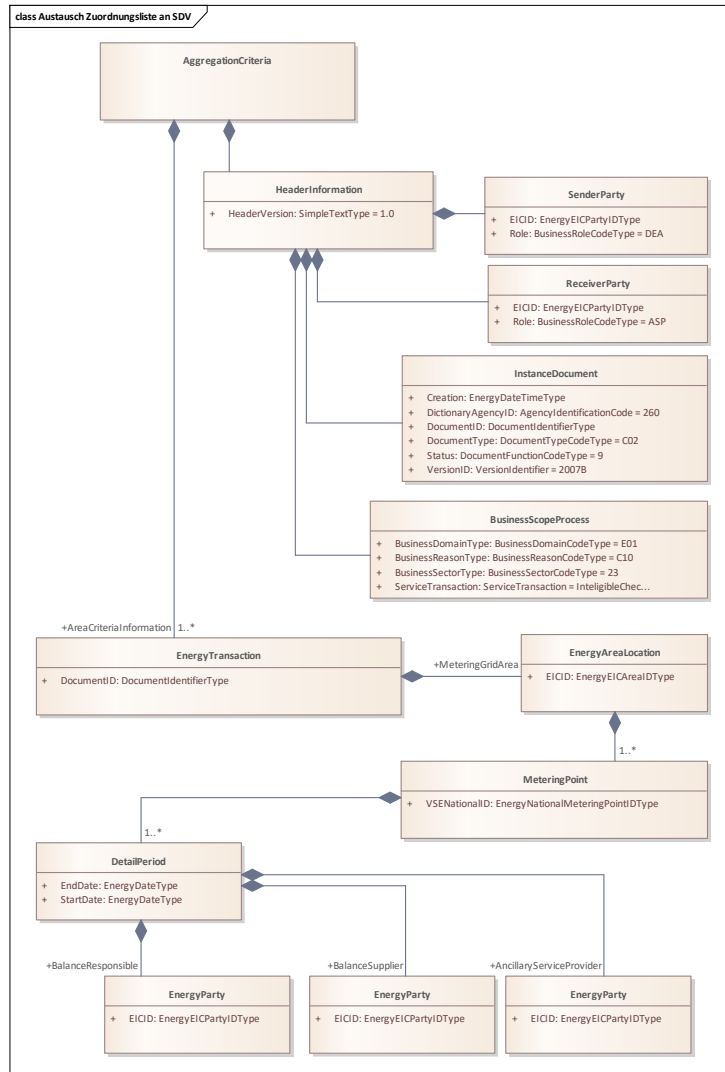 class Austausch Zuordnungsliste an SDV
AggregationCriteria
HeaderInformation
+ HeaderVersion: SimpleTextType = 1.0
SenderParty
+ EICID: EnergyEICPartyIDType
+ Role: BusinessRoleCodeType = DEA
ReceiverParty
+ EICID: EnergyEICPartyIDType
+ Role: BusinessRoleCodeType = ASP
InstanceDocument
+ Creation: EnergyDateTimeType
+ DictionaryAgencyID: AgencyIdentificationCode = 260
+ DocumentID: DocumentIdentifierType
+ DocumentType: DocumentTypeCodeType = C02
+ Status: DocumentFunctionCodeType = 9
+ VersionID: VersionIdentifier = 2007B
BusinessScopeProcess
+ BusinessDomainType: BusinessDomainCodeType = E01
+ BusinessReasonType: BusinessReasonCodeType = C10
+ BusinessSectorType: BusinessSectorCodeType = 23
+ ServiceTransaction: ServiceTransaction = InteligibleChec...
+AreaCriteriaInformation 1..*
EnergyTransaction
+ DocumentID: DocumentIdentifierType
+MeteringGridArea
EnergyAreaLocation
+ EICID: EnergyEICAreaIDType
1..*
MeteringPoint
+ VSENationalID: EnergyNationalMeteringPointIDType
1..*
DetailPeriod
+ EndDate: EnergyDateType
+ StartDate: EnergyDateType
+BalanceResponsible
+BalanceSupplier
+AncillaryServiceProvider
EnergyParty
+ EICID: EnergyEICPartyIDType
EnergyParty
+ EICID: EnergyEICPartyIDType
EnergyParty
+ EICID: EnergyEICPartyIDType